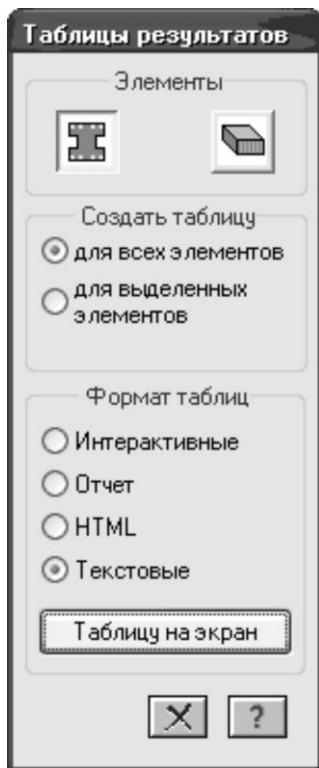 Таблицы результатов
Элементы
Создать таблицу
для всех элементов
для выделенных
элементов
Формат таблиц
Интерактивные
Отчет
HTML
Текстовые
Таблицу на экран
?